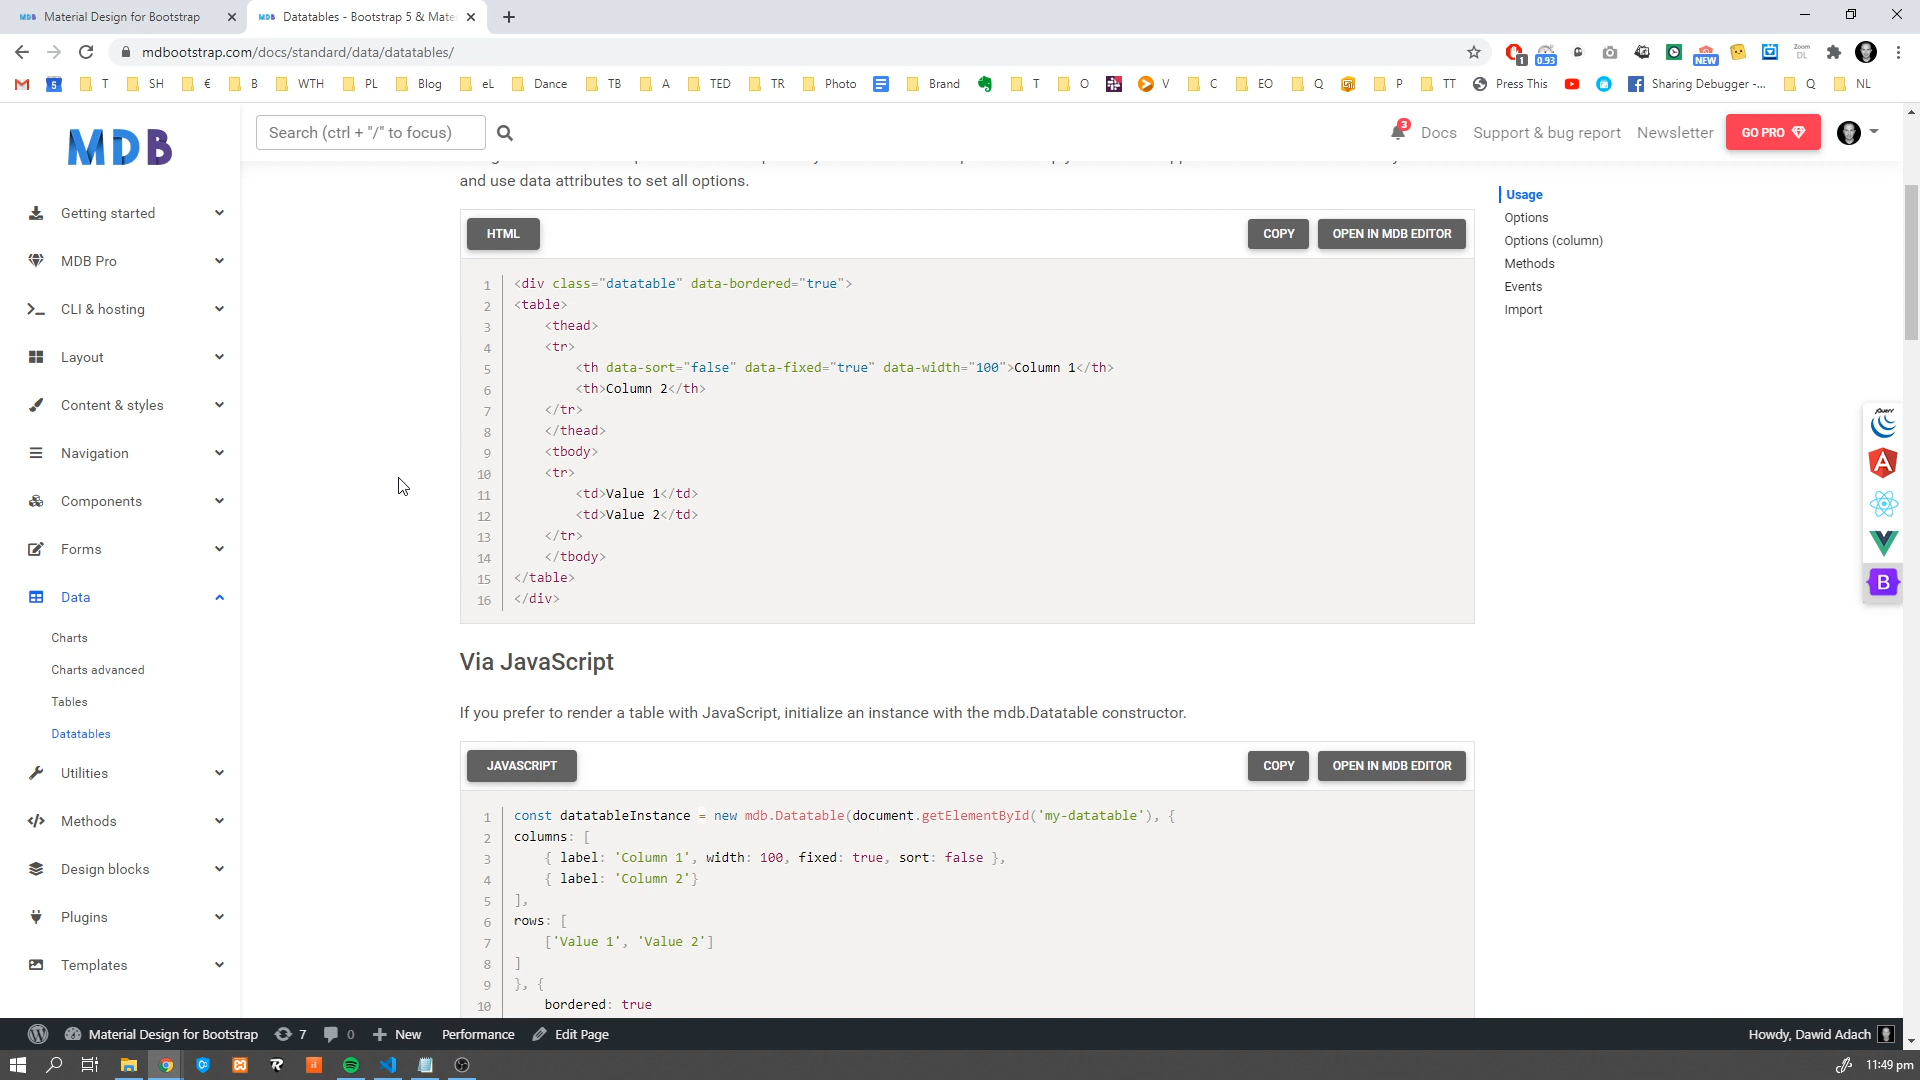 Material Design for Bootstrap
Datatables - Bootstrap 5 & Mate
mdbootstrap.com/docs/standard/data/datatables/
1
0.93
NEW
Zoom
DL
5
T
SH
€
B
WTH
PL
Blog
eL
Dance
TB
A
TED
TR
Photo
Brand
T
O
V
C
EO
Q
P
TT
Press This
Sharing Debugger -...
Q
NL
MDB
Search (ctrl + "/" to focus)
3
Docs
Support & bug report
Newsletter
GO PRO
Getting started
MDB Pro
CLI & hosting
Layout
Content & styles
Navigation
Components
Forms
Data
Charts
Charts advanced
Tables
Datatables
Utilities
Methods
Design blocks
Plugins
Templates
and use data attributes to set all options.
HTML
COPY
OPEN IN MDB EDITOR
1 <div class="datatable" data-bordered="true">
2 <table>
3 <thead>
4 <tr>
5 <th data-sort="false" data-fixed="true" data-width="100">Column 1</th>
6 <th>Column 2</th>
7 </tr>
8 </thead>
9 <tbody>
10 <tr>
11 <td>Value 1</td>
12 <td>Value 2</td>
13 </tr>
14 </tbody>
15 </table>
16 </div>
Via JavaScript
If you prefer to render a table with JavaScript, initialize an instance with the mdb.Datatable constructor.
JAVASCRIPT
COPY
OPEN IN MDB EDITOR
1 const datatableInstance = new mdb.Datatable(document.getElementById('my-datatable'), {
2 columns: [
3 { label: 'Column 1', width: 100, fixed: true, sort: false },
4 { label: 'Column 2'}
5 ],
6 rows: [
7 ['Value 1', 'Value 2']
8 ]
9 }, {
10 bordered: true
Usage
Options
Options (column)
Methods
Events
Import
jQuery
A
B
Material Design for Bootstrap
7
0
New
Performance
Edit Page
Howdy, Dawid Adach
11:49 pm